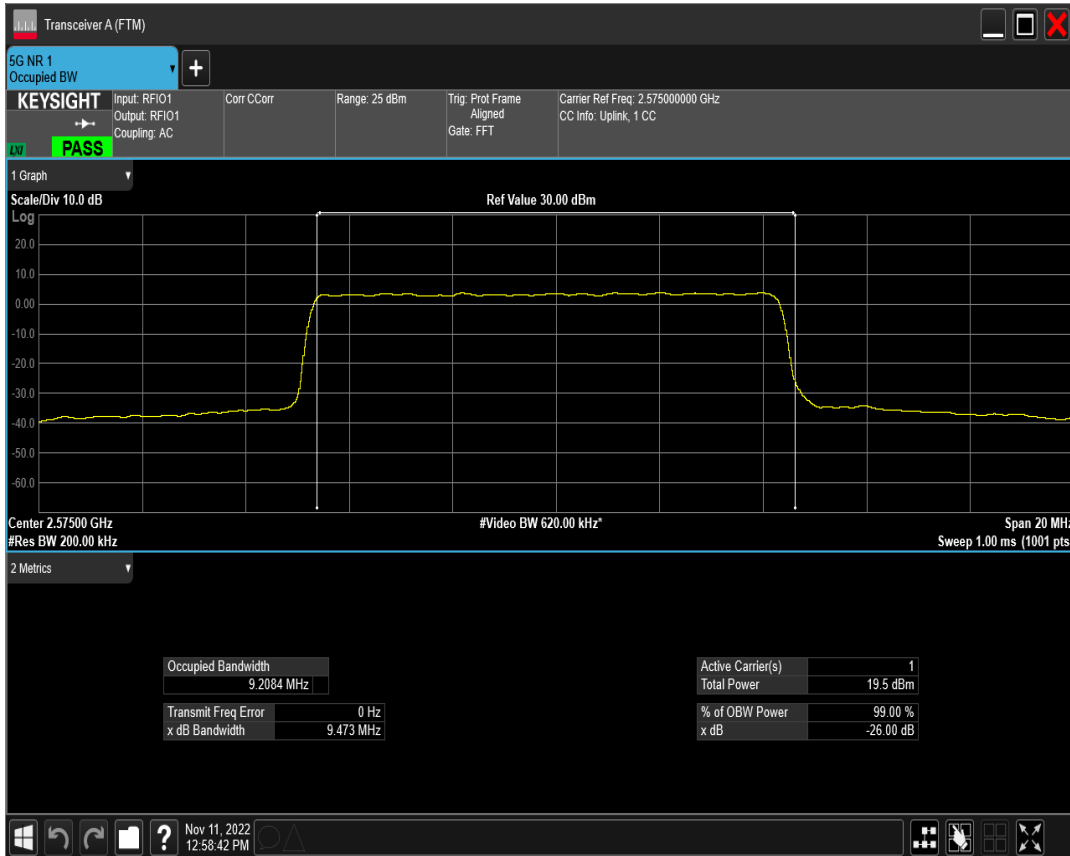 Transceiver A (FTM)
5G NR 1
Occupied BW
+
KEYSIGHT
LXI
PASS
Input: RFIO1
Output: RFIO1
Coupling: AC
Corr CCorr
Range: 25 dBm
Trig: Prot Frame
Aligned
Gate: FFT
Carrier Ref Freq: 2.575000000 GHz
CC Info: Uplink, 1 CC
1 Graph
Scale/Div 10.0 dB
Ref Value 30.00 dBm
Log
20.0
10.0
0.00
-10.0
-20.0
-30.0
-40.0
-50.0
-60.0
Center 2.57500 GHz
#Video BW 620.00 kHz*
Span 20 MHz
#Res BW 200.00 kHz
Sweep 1.00 ms (1001 pts
2 Metrics
Occupied Bandwidth
9.2084 MHz
Transmit Freq Error 0 Hz
x dB Bandwidth 9.473 MHz
Active Carrier(s) 1
Total Power 19.5 dBm
% of OBW Power 99.00 %
x dB -26.00 dB
?
Nov 11, 2022
12:58:42 PM